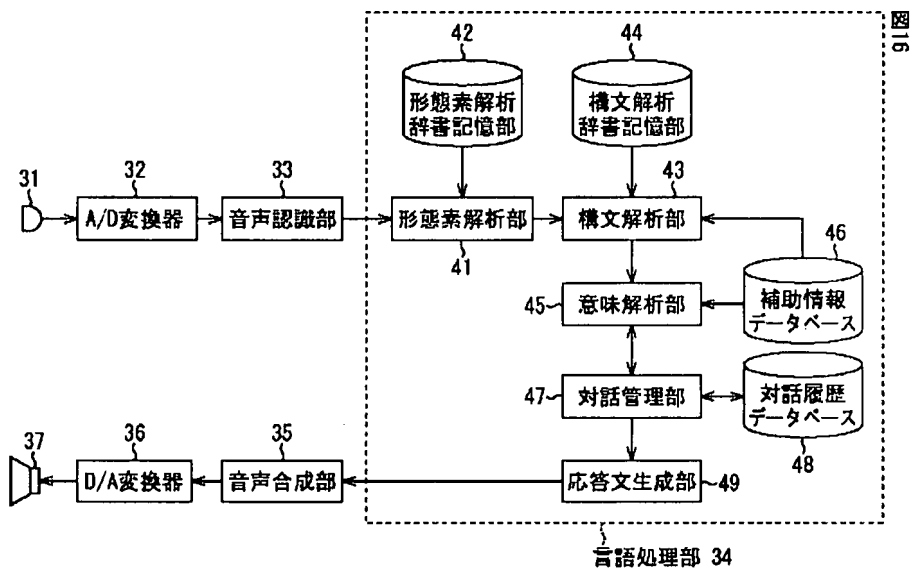 図16
42
形態素解析
辞書記憶部
44
構文解析
辞書記憶部
31
32
A/D変換器
33
音声認識部
形態素解析部
41
43
構文解析部
46
補助情報
データベース
45
意味解析部
47
対話管理部
対話履歴
データベース
48
37
36
D/A変換器
35
音声合成部
応答文生成部
49
言語処理部 34